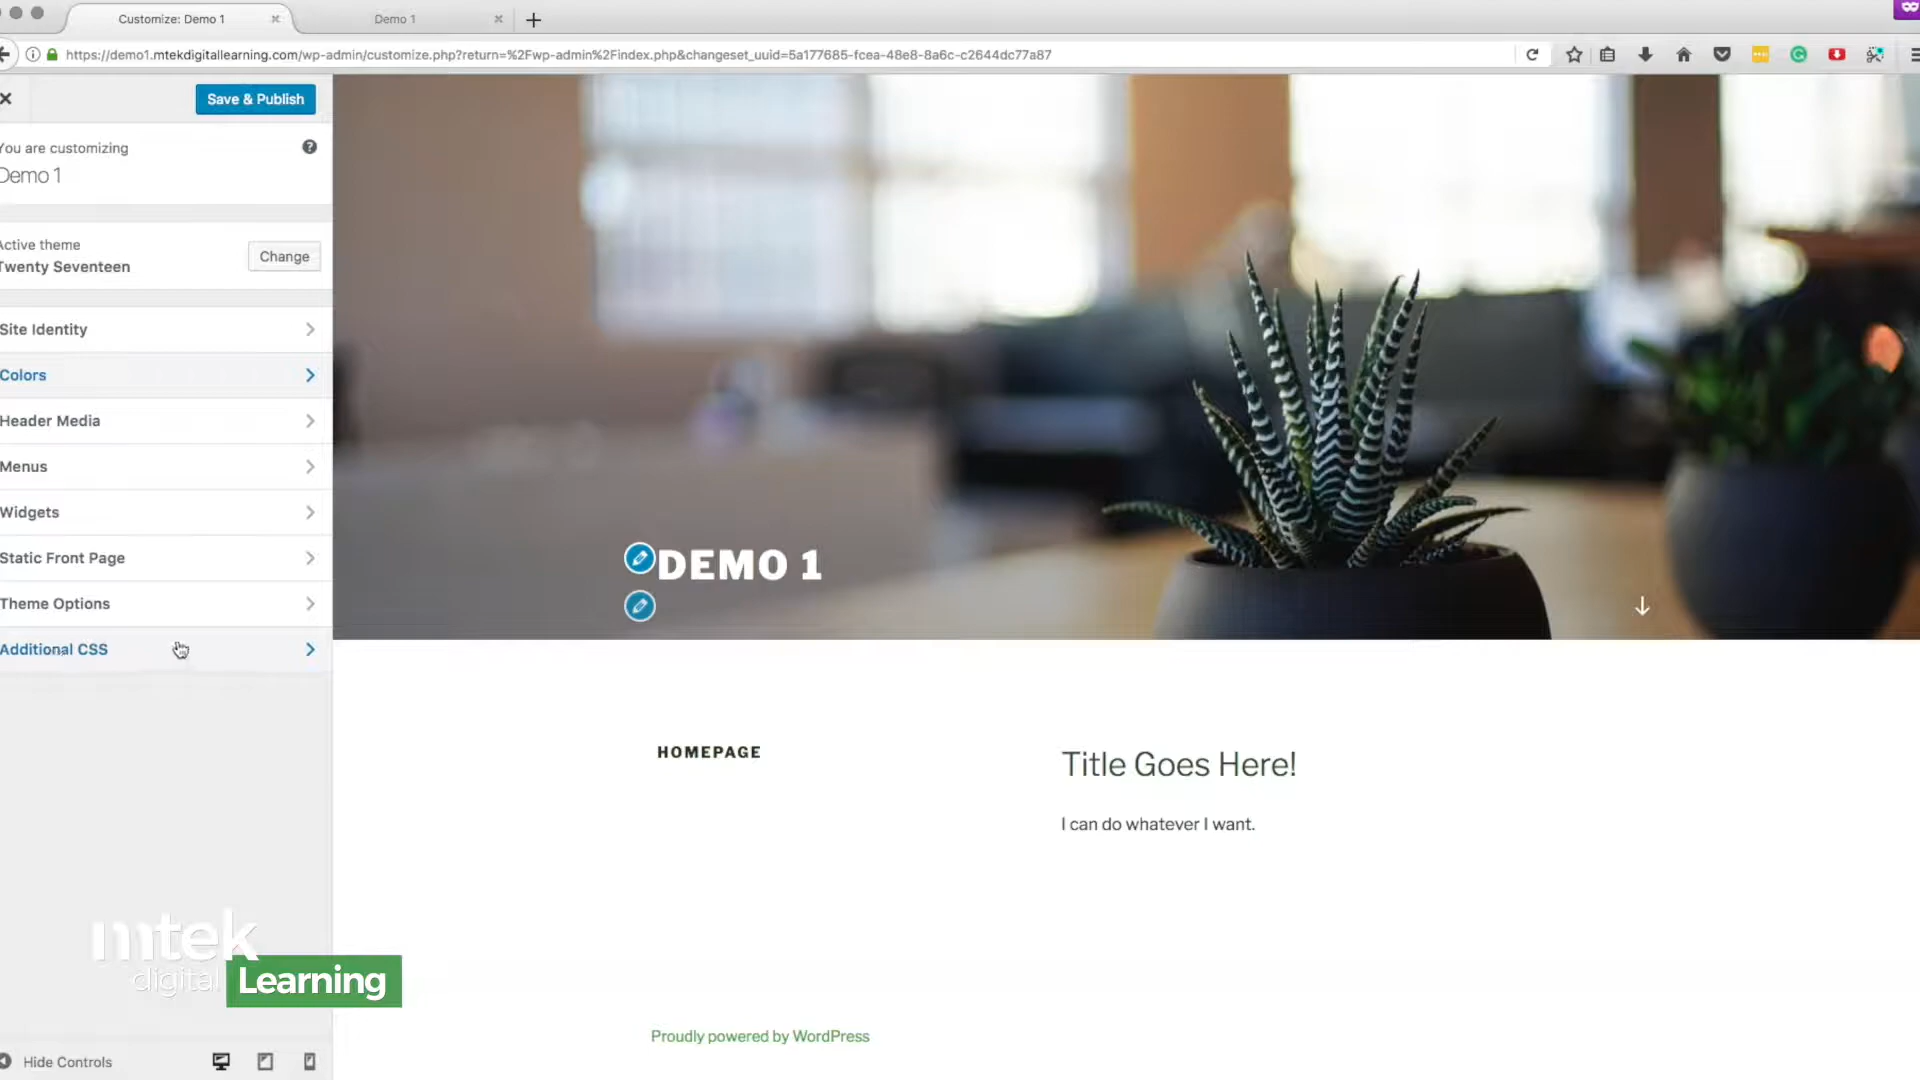 Customize: Demo 1
Demo 1
https://demo1.mtekdigitallearning.com/wp-admin/customize.php?return=%2Fwp-admin%2Findex.php&changeset_uuid=5a177685-fcea-48e8-8a6c-c2644dc77a87
Save & Publish
You are customizing
Demo 1
Active theme
Twenty Seventeen
Change
Site Identity
Colors
Header Media
Menus
Widgets
Static Front Page
Theme Options
Additional CSS
Hide Controls
DEMO 1
HOMEPAGE
Title Goes Here!
I can do whatever I want.
Proudly powered by WordPress
mtek
digital Learning